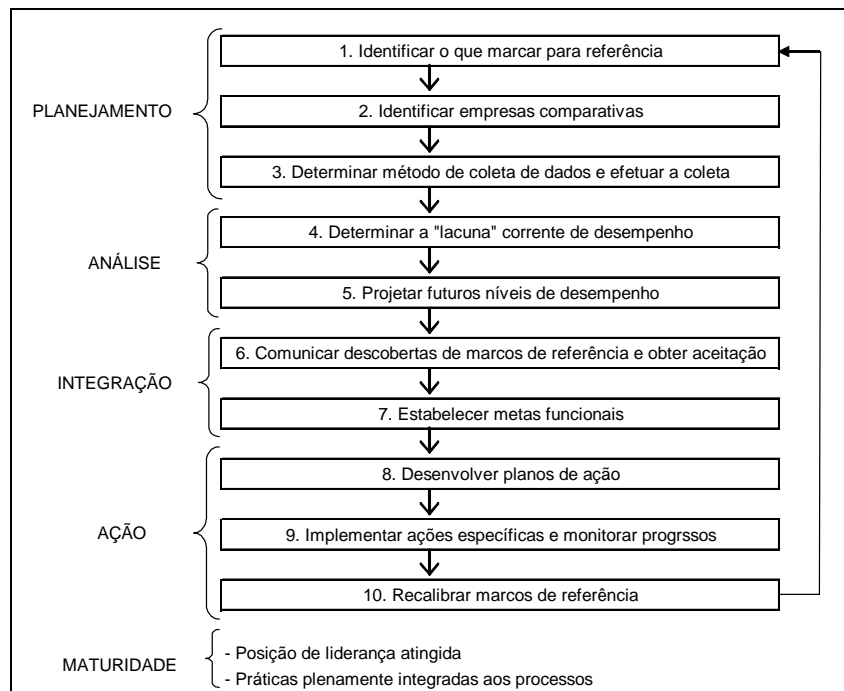 PLANEJAMENTO
1. Identificar o que marcar para referência
2. Identificar empresas comparativas
3. Determinar método de coleta de dados e efetuar a coleta
ANÁLISE
4. Determinar a "lacuna" corrente de desempenho
5. Projetar futuros níveis de desempenho
INTEGRAÇÃO
6. Comunicar descobertas de marcos de referência e obter aceitação
7. Estabelecer metas funcionais
AÇÃO
8. Desenvolver planos de ação
9. Implementar ações específicas e monitorar progrssos
10. Recalibrar marcos de referência
MATURIDADE
- Posição de liderança atingida
- Práticas plenamente integradas aos processos